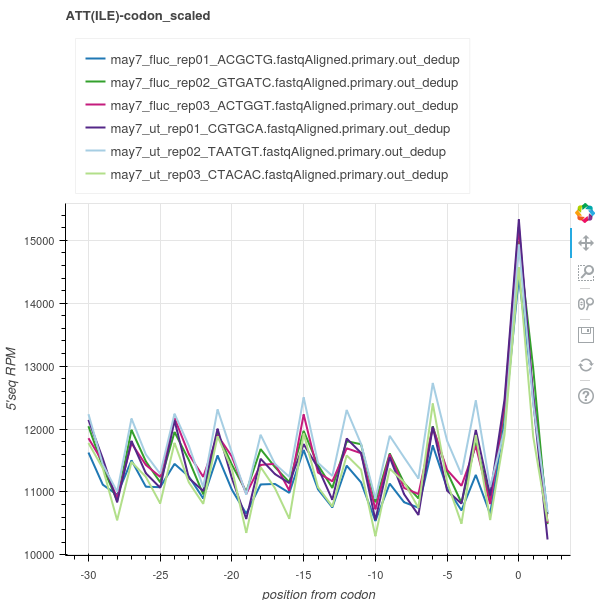 ATT(ILE)-codon_scaled
may7_fluc_rep01_ACGCTG.fastqAligned.primary.out_dedup
may7_fluc_rep02_GTGATC.fastqAligned.primary.out_dedup
may7_fluc_rep03_ACTGGT.fastqAligned.primary.out_dedup
may7_ut_rep01_CGTGCA.fastqAligned.primary.out_dedup
may7_ut_rep02_TAATGT.fastqAligned.primary.out_dedup
may7_ut_rep03_CTACAC.fastqAligned.primary.out_dedup
15000
14000
13000
12000
11000
10000
5'seq RPM
-30 -25 -20 -15 -10 -5 0
position from codon